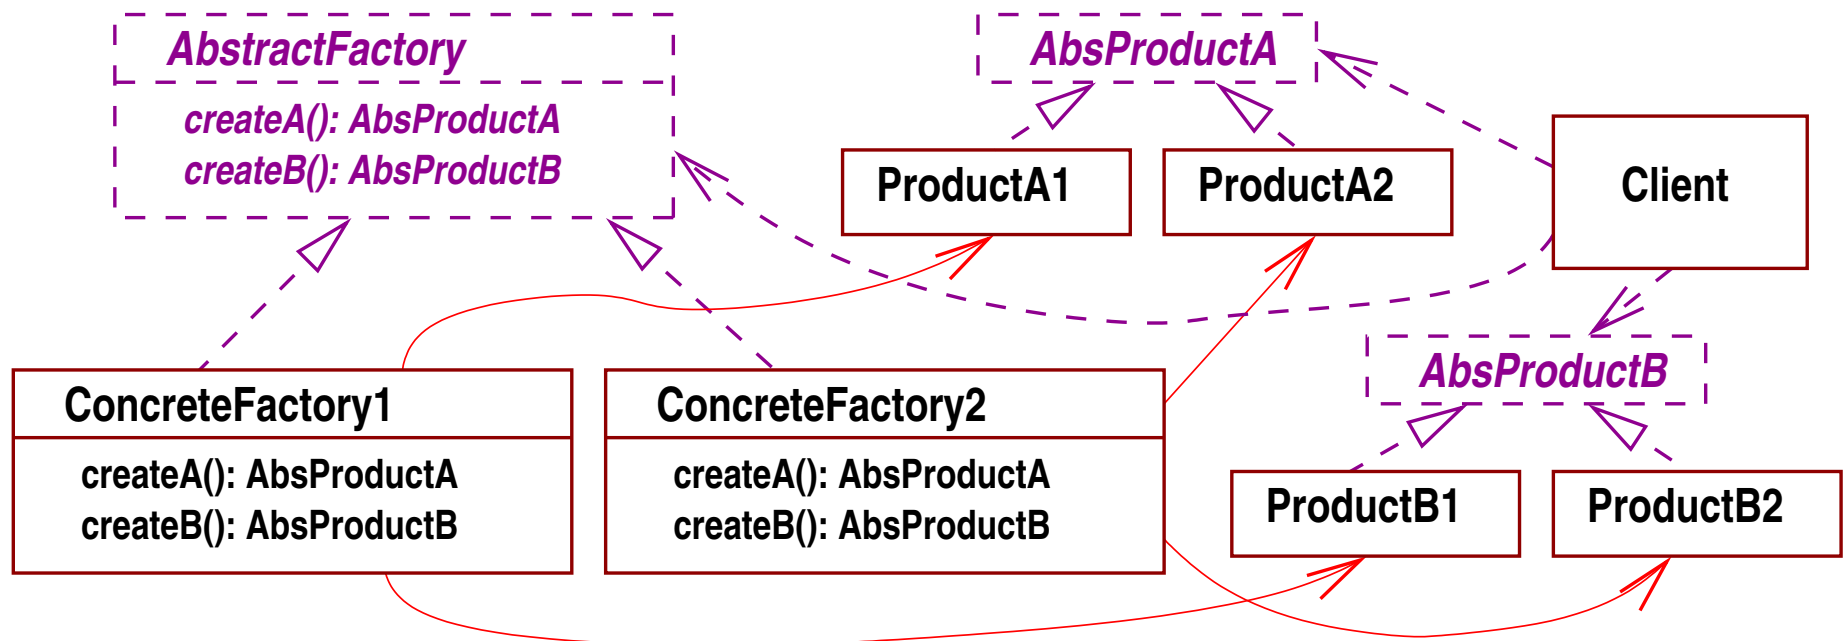 AbstractFactory
createA(): AbsProductA
createB(): AbsProductB
AbsProductA
ProductA1
ProductA2
Client
AbsProductB
ProductB1
ProductB2
ConcreteFactory1
createA(): AbsProductA
createB(): AbsProductB
ConcreteFactory2
createA(): AbsProductA
createB(): AbsProductB